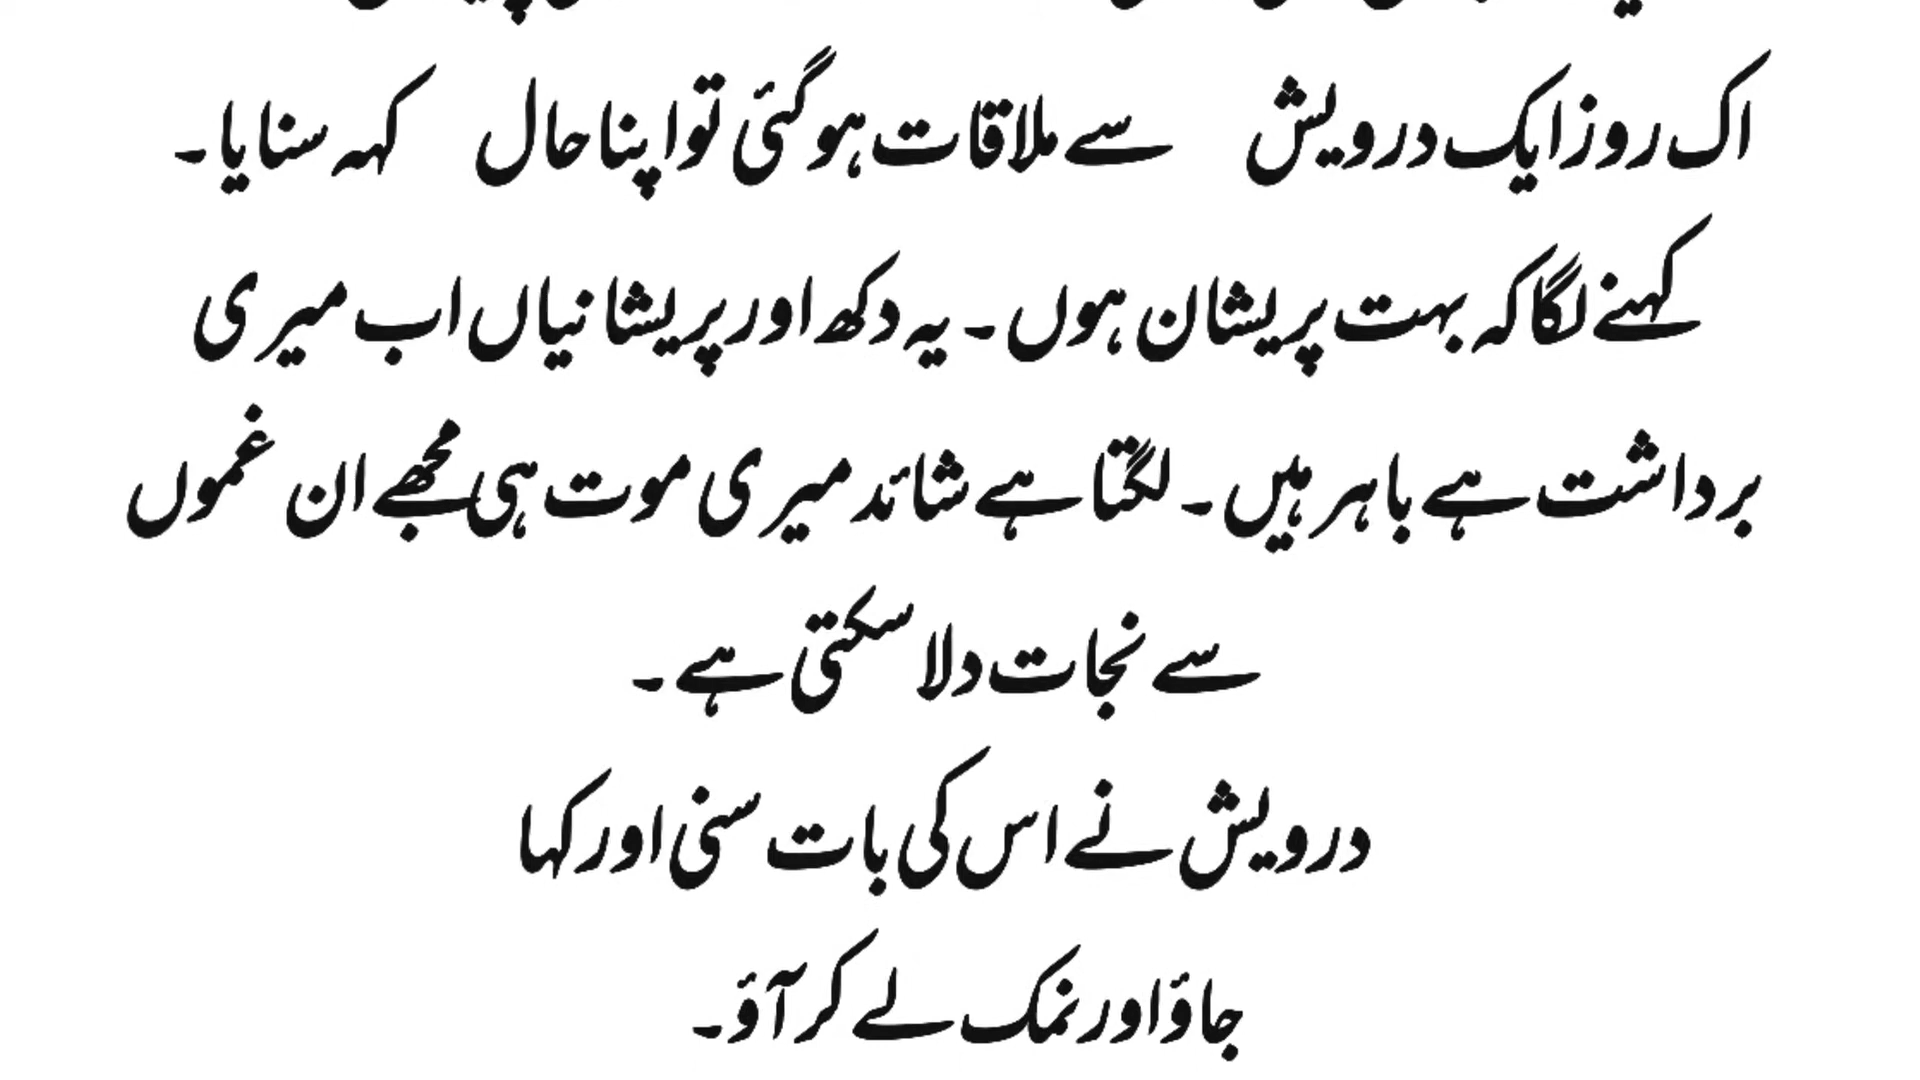 اک روز ایک درویش سے ملاقات ہو گئی تو اپنا حال کہہ سنایا۔
کہنے لگا کہ بہت پریشان ہوں۔ یہ دکھ اور پریشانیاں اب میری
برداشت ہے باہر ہیں۔ لگتا ہے شائد میری موت ہی مجھے ان غموں
سے نجات دلا سکتی ہے۔
درویش نے اس کی بات سنی اور کہا
جاؤ اور نمک لے کر آؤ۔